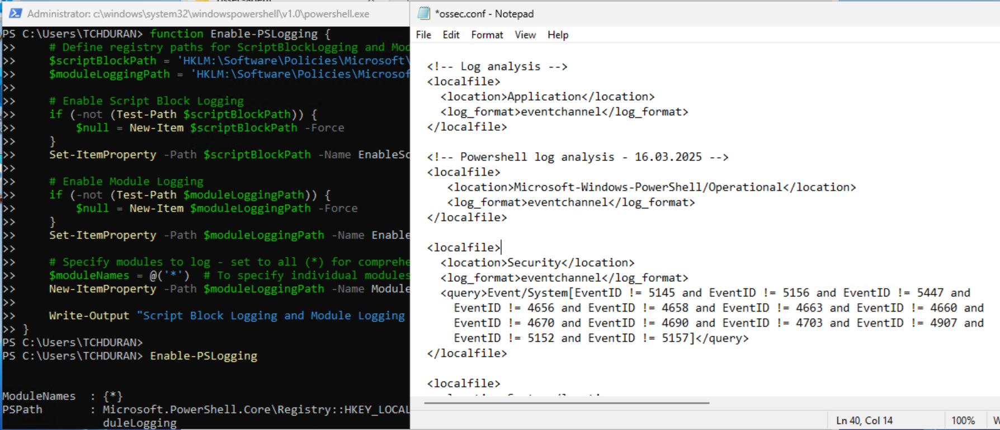 Administrator: c:\windows\system32\windowspowershell\v1.0\powershell.exe
PS C:\Users\TCHDURAN> function Enable-PSLogging {
>>     # Define registry paths for ScriptBlockLogging and Mod
>>     $scriptBlockPath = 'HKLM:\Software\Policies\Microsoft\
>>     $moduleLoggingPath = 'HKLM:\Software\Policies\Microsof
>>
>>     # Enable Script Block Logging
>>     if (-not (Test-Path $scriptBlockPath)) {
>>         $null = New-Item $scriptBlockPath -Force
>>     }
>>     Set-ItemProperty -Path $scriptBlockPath -Name EnableSc
>>
>>     # Enable Module Logging
>>     if (-not (Test-Path $moduleLoggingPath)) {
>>         $null = New-Item $moduleLoggingPath -Force
>>     }
>>     Set-ItemProperty -Path $moduleLoggingPath -Name Enable
>>
>>     # Specify modules to log - set to all (*) for comprehe
>>     $moduleNames = @('*')  # To specify individual modules
>>     New-ItemProperty -Path $moduleLoggingPath -Name Module
>>
>>     Write-Output "Script Block Logging and Module Logging
>> }
PS C:\Users\TCHDURAN>
PS C:\Users\TCHDURAN> Enable-PSLogging
ModuleNames  : {*}
PSPath       : Microsoft.PowerShell.Core\Registry::HKEY_LOCAL
               duleLogging
*ossec.conf - Notepad
File Edit Format View Help
<!-- Log analysis -->
<localfile>
  <location>Application</location>
  <log_format>eventchannel</log_format>
</localfile>
<!-- Powershell log analysis - 16.03.2025 -->
<localfile>
   <location>Microsoft-Windows-PowerShell/Operational</location>
   <log_format>eventchannel</log_format>
</localfile>
<localfile>
  <location>Security</location>
  <log_format>eventchannel</log_format>
  <query>Event/System[EventID != 5145 and EventID != 5156 and EventID != 5447 and
    EventID != 4656 and EventID != 4658 and EventID != 4663 and EventID != 4660 and
    EventID != 4670 and EventID != 4690 and EventID != 4703 and EventID != 4907 and
    EventID != 5152 and EventID != 5157]</query>
</localfile>
<localfile>
Ln 40, Col 14
100%